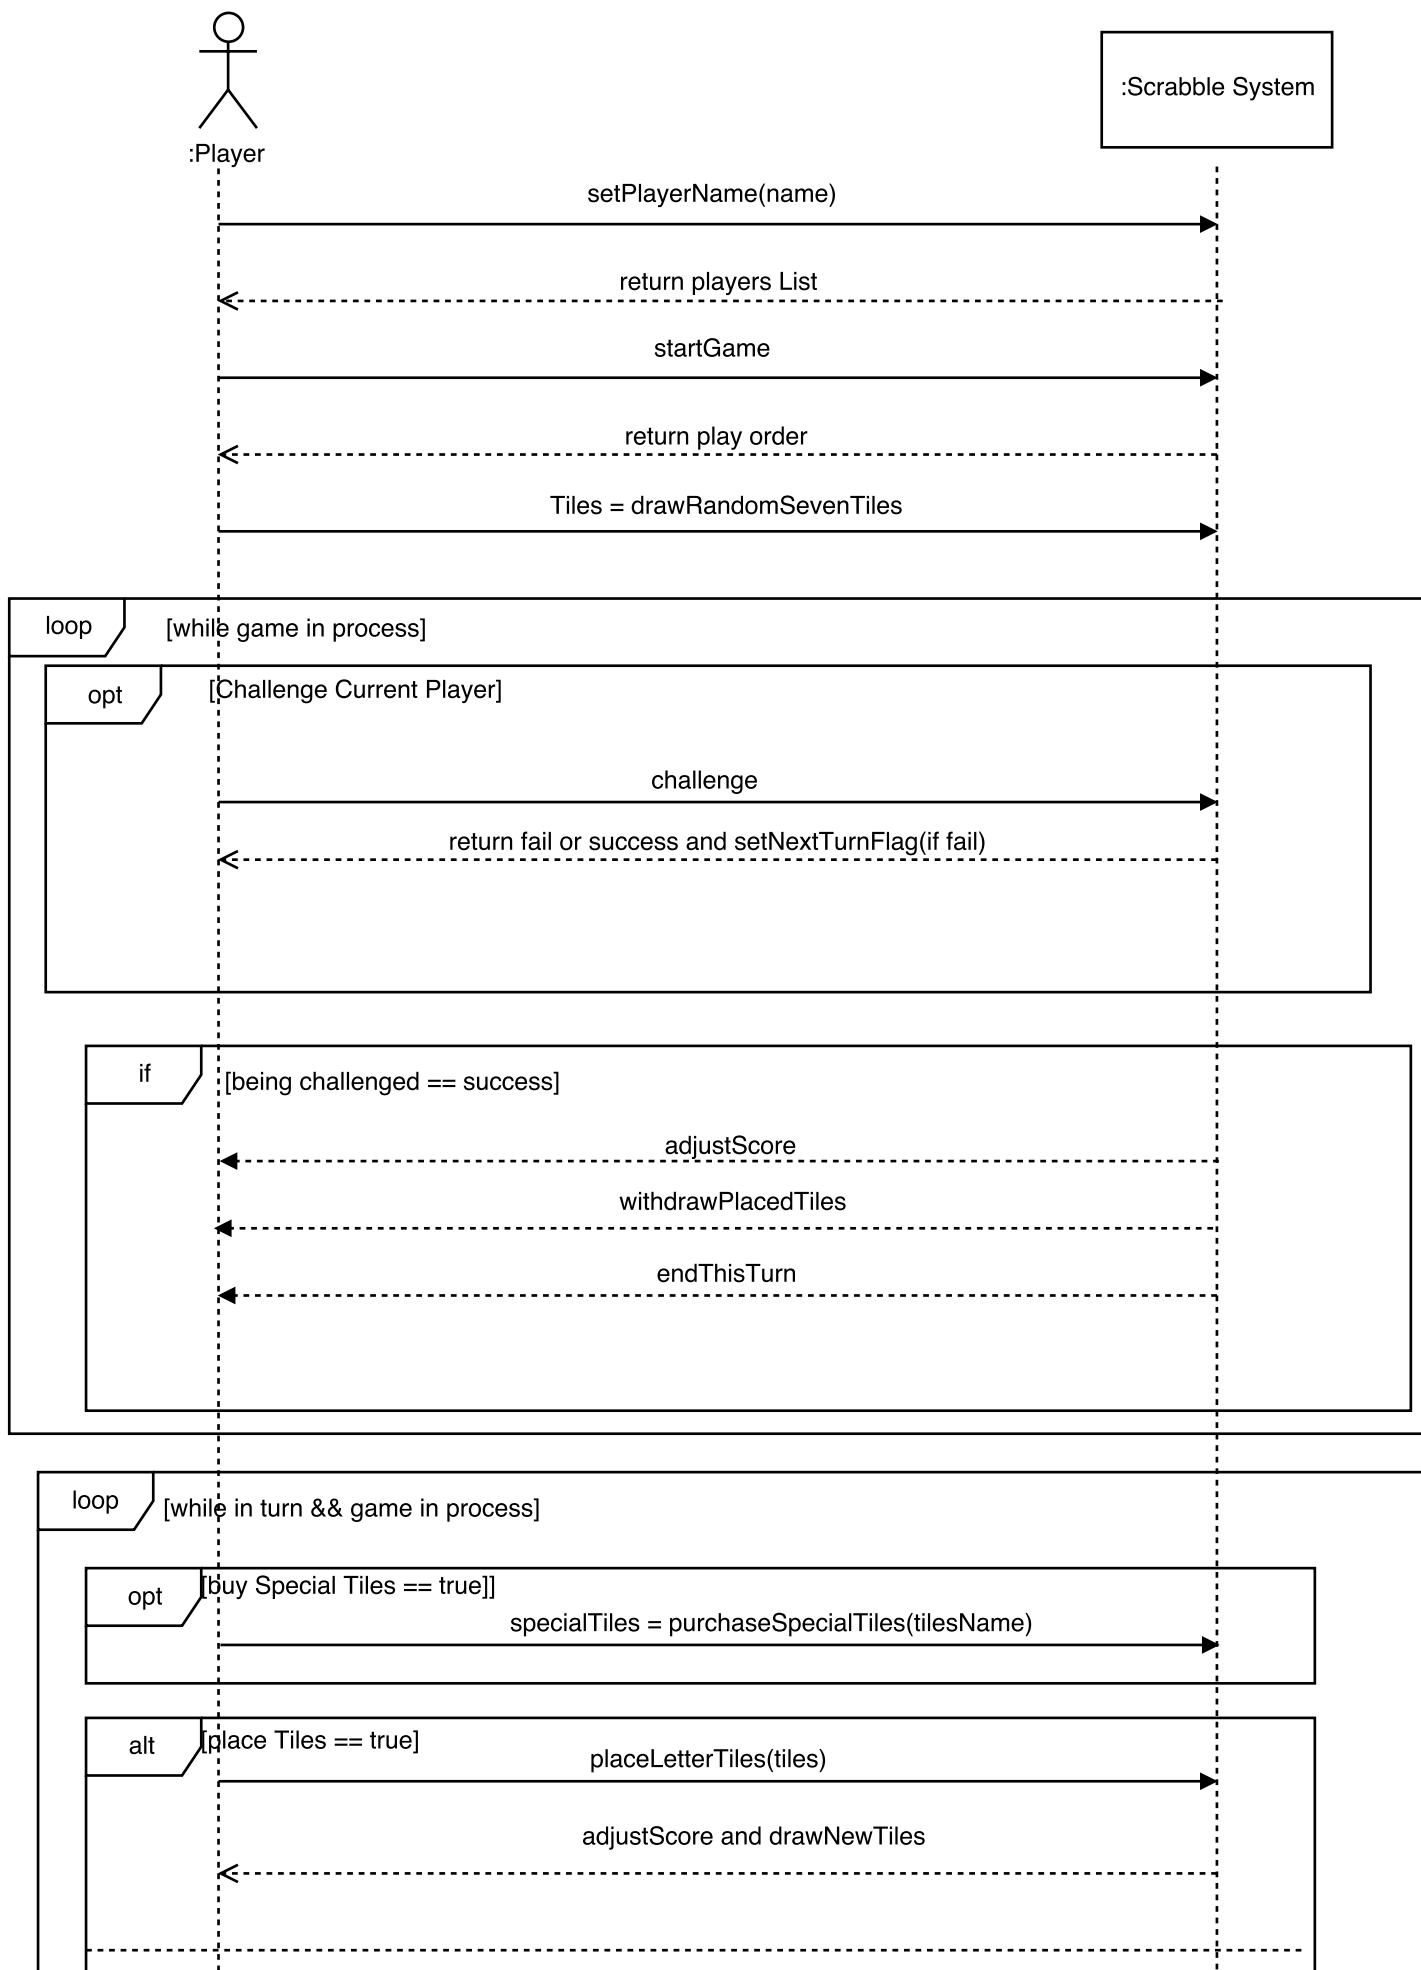 :Player
:Scrabble System
setPlayerName(name)
return players List
startGame
return play order
Tiles = drawRandomSevenTiles
loop
[while game in process]
opt
[Challenge Current Player]
challenge
return fail or success and setNextTurnFlag(if fail)
if
[being challenged == success]
adjustScore
withdrawPlacedTiles
endThisTurn
loop
[while in turn && game in process]
opt
[buy Special Tiles == true]]
specialTiles = purchaseSpecialTiles(tilesName)
alt
[place Tiles == true]
placeLetterTiles(tiles)
adjustScore and drawNewTiles